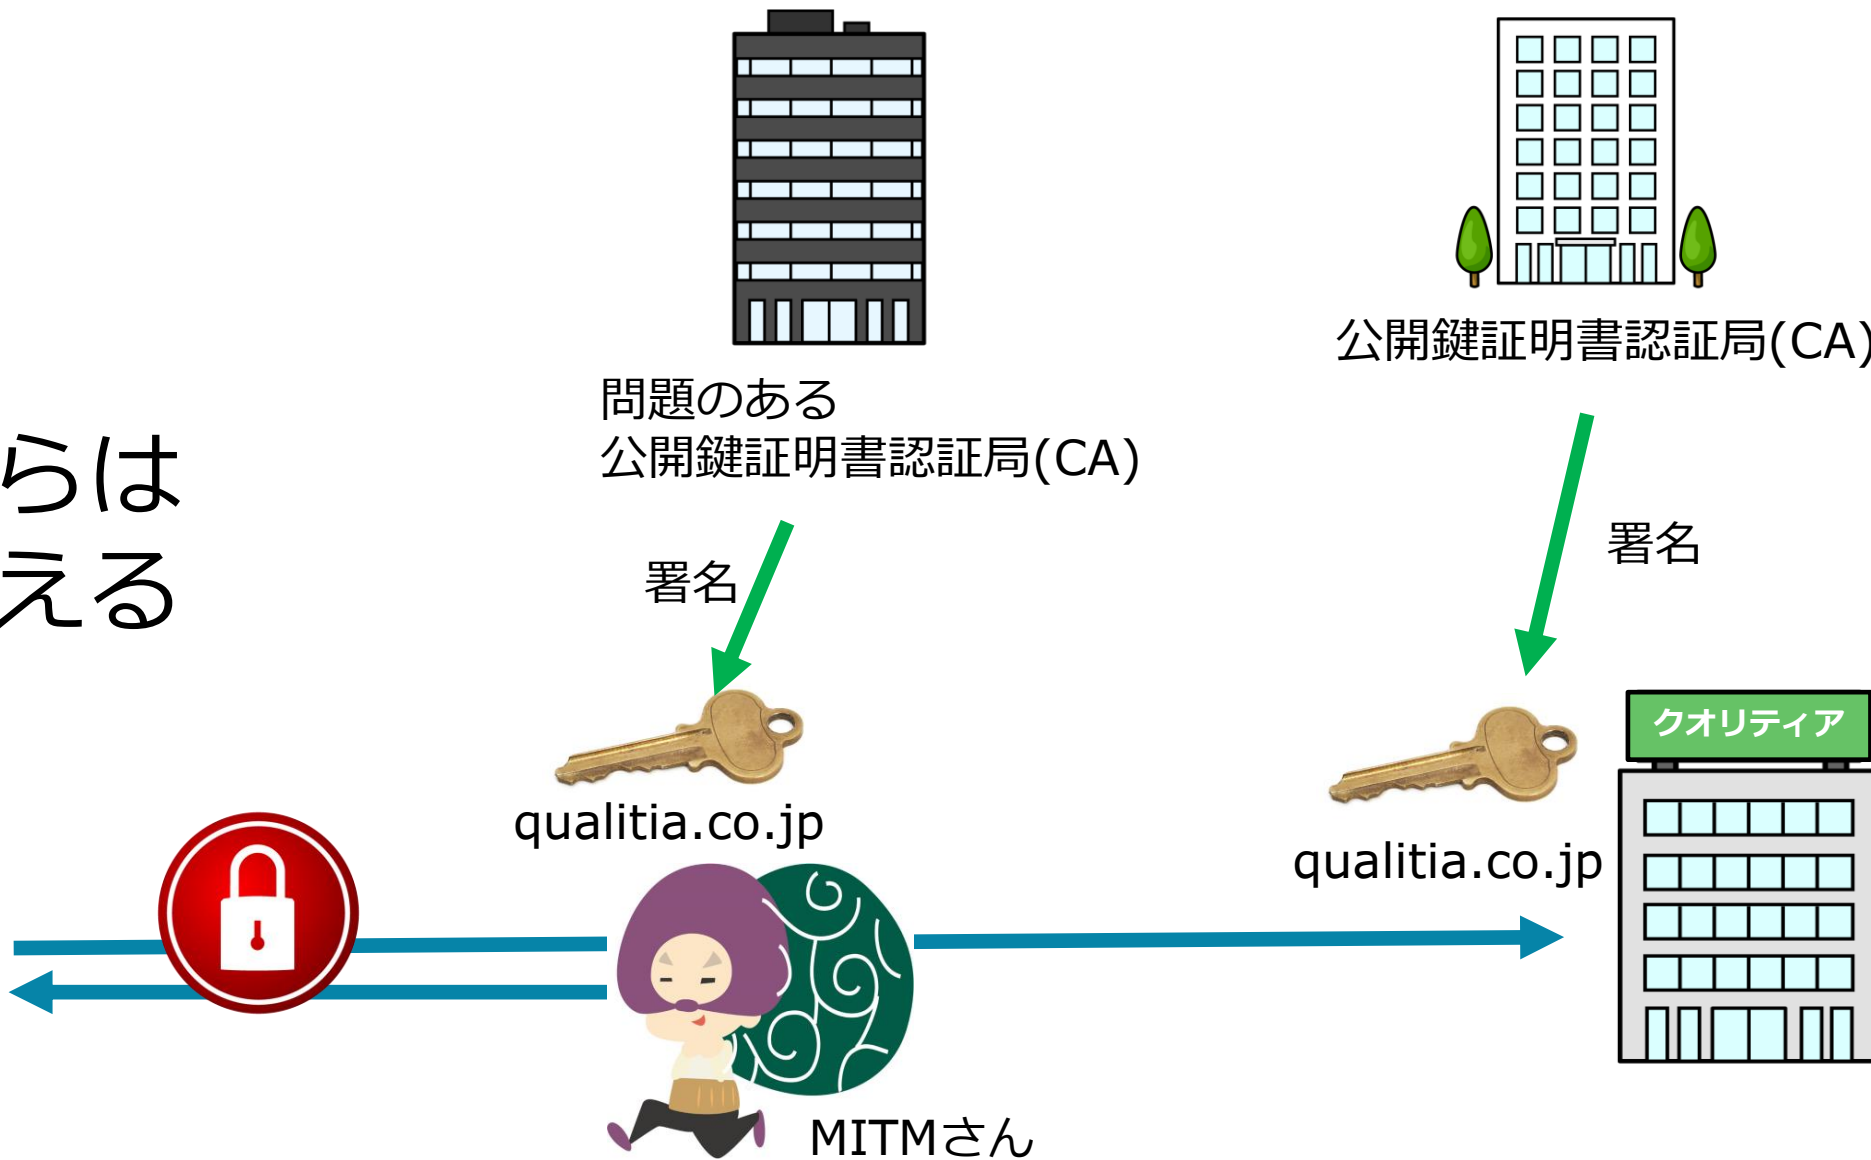 公開鍵証明書認証局(CA)
問題のある
公開鍵証明書認証局(CA)
らは
える
署名
署名
クオリティア
qualitia.co.jp
qualitia.co.jp
MITMさん